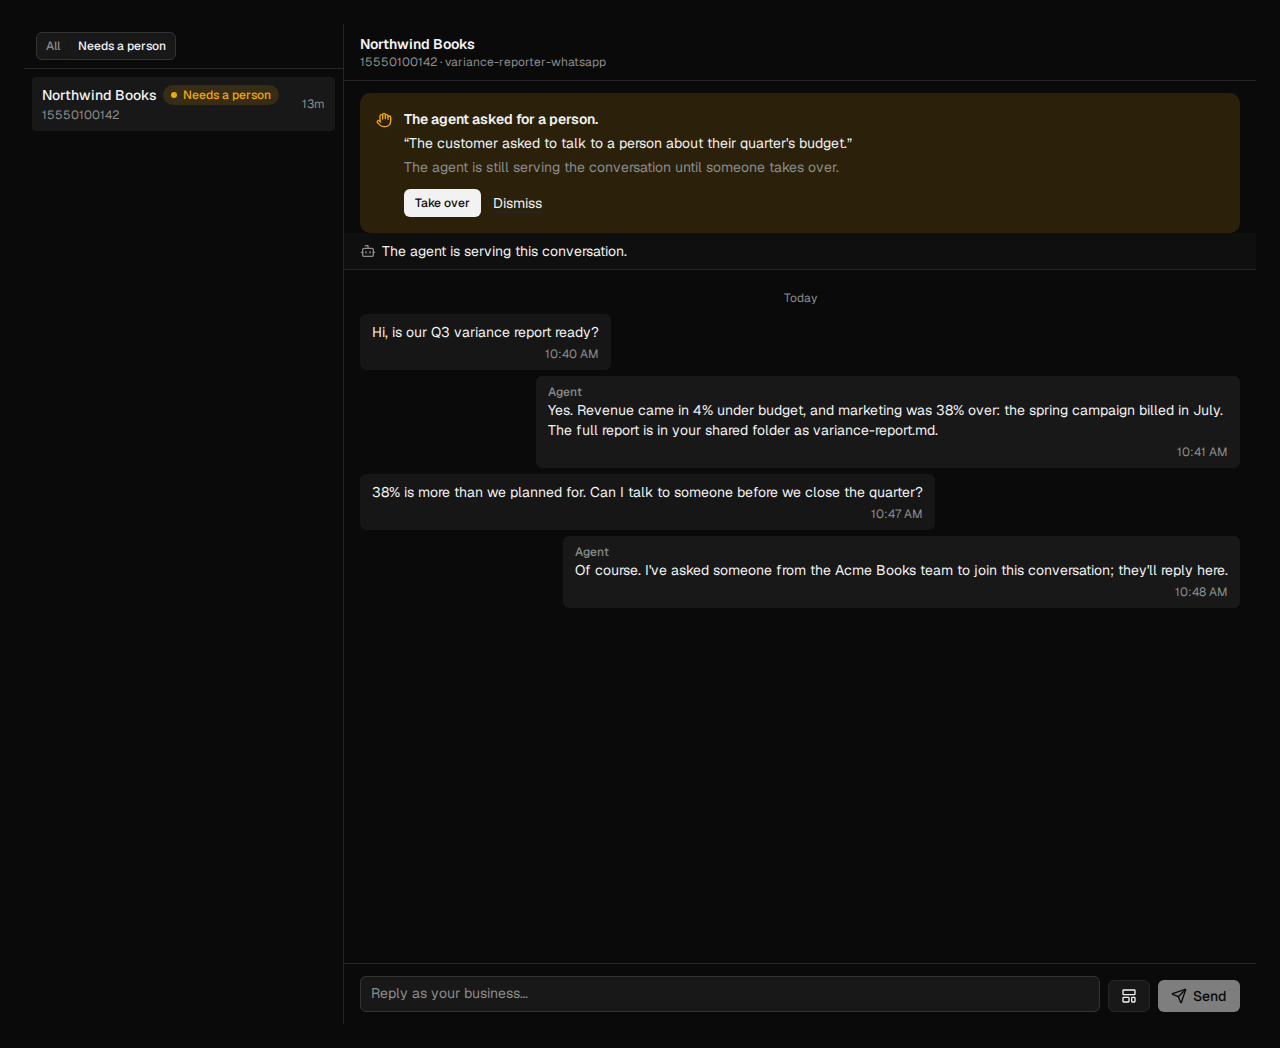 All
Needs a person
Northwind Books
Needs a person
13m
15550100142
Northwind Books
15550100142 · variance-reporter-whatsapp
The agent asked for a person.
“The customer asked to talk to a person about their quarter's budget.”
The agent is still serving the conversation until someone takes over.
Take over
Dismiss
The agent is serving this conversation.
Today
Hi, is our Q3 variance report ready?
10:40 AM
Agent
Yes. Revenue came in 4% under budget, and marketing was 38% over: the spring campaign billed in July.
The full report is in your shared folder as variance-report.md.
10:41 AM
38% is more than we planned for. Can I talk to someone before we close the quarter?
10:47 AM
Agent
Of course. I've asked someone from the Acme Books team to join this conversation; they'll reply here.
10:48 AM
Reply as your business…
Send